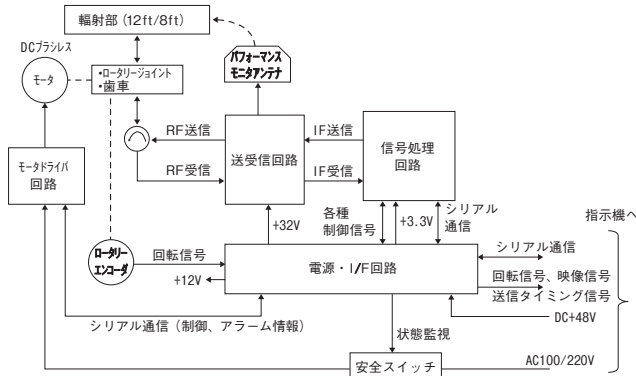 輻射部(12ft/8ft)
DCブラシレス
モータ
・ロータリージョイント
・歯車
パフォーマンス
モニタアンテナ
RF送信
RF受信
送受信回路
IF送信
IF受信
信号処理
回路
モータドライバ
回路
+32V
各種
制御信号
+3.3V
シリアル
通信
指示機へ
ロータリー
エンコーダ
回転信号
+12V
電源・I/F回路
シリアル通信
回転信号、映像信号
送信タイミング信号
DC+48V
シリアル通信(制御、アラーム情報)
状態監視
安全スイッチ
AC100/220V